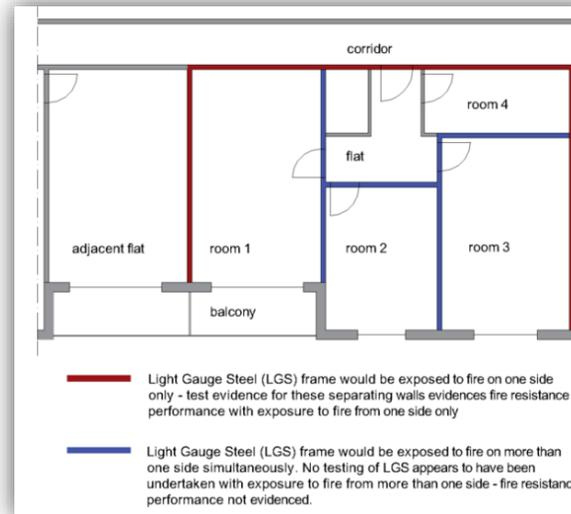 corridor
room 4
flat
adjacent flat
room 1
room 2
room 3
balcony
Light Gauge Steel (LGS) frame would be exposed to fire on one side
only - test evidence for these separating walls evidences fire resistance
performance with exposure to fire from one side only
Light Gauge Steel (LGS) frame would be exposed to fire on more than
one side simultaneously. No testing of LGS appears to have been
undertaken with exposure to fire from more than one side - fire resistanc
performance not evidenced.